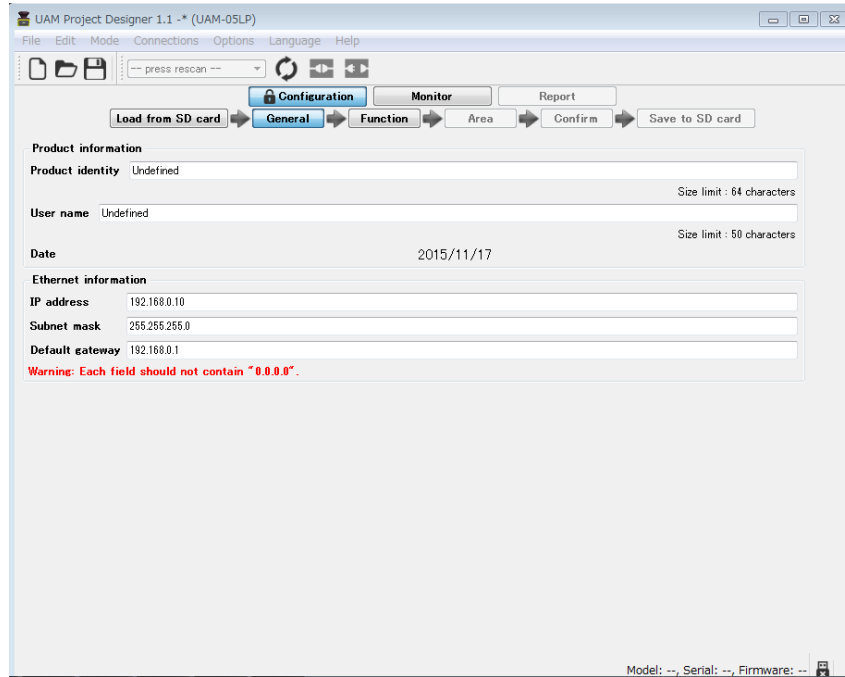 UAM Project Designer 1.1 -* (UAM-05LP)
File Edit Mode Connections Options Language Help
-- press rescan --
Configuration Monitor Report
Load from SD card General Function Area Confirm Save to SD card
Product information
Product identity Undefined
Size limit : 64 characters
User name Undefined
Size limit : 50 characters
Date 2015/11/17
Ethernet information
IP address 192.168.0.10
Subnet mask 255.255.255.0
Default gateway 192.168.0.1
Warning: Each field should not contain "0.0.0.0".
Model: --, Serial: --, Firmware: --